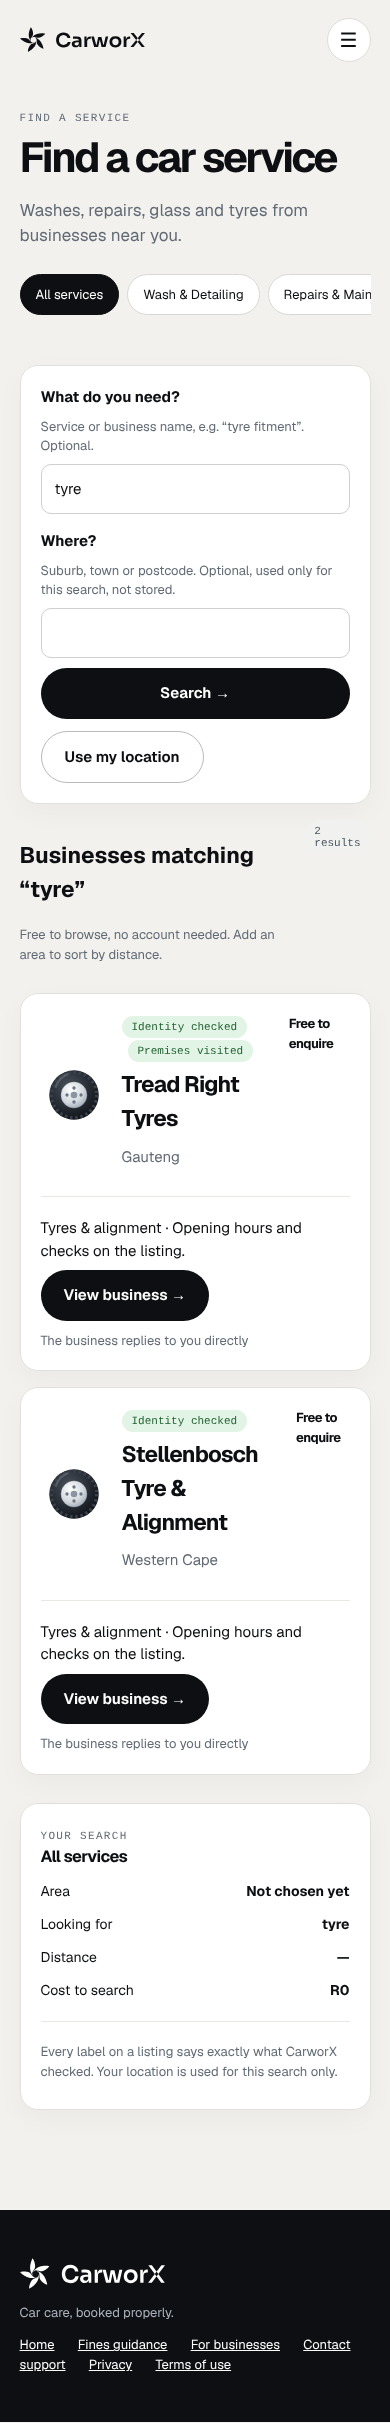 CarworX
☰
FIND A SERVICE
Find a car service
Washes, repairs, glass and tyres from
businesses near you.
All services
Wash & Detailing
Repairs & Main
What do you need?
Service or business name, e.g. “tyre fitment”.
Optional.
tyre
Where?
Suburb, town or postcode. Optional, used only for
this search, not stored.
Search →
Use my location
Businesses matching
“tyre”
2
results
Free to browse, no account needed. Add an
area to sort by distance.
Identity checked
Premises visited
Free to
enquire
Tread Right
Tyres
Gauteng
Tyres & alignment · Opening hours and
checks on the listing.
View business →
The business replies to you directly
Identity checked
Free to
enquire
Stellenbosch
Tyre &
Alignment
Western Cape
Tyres & alignment · Opening hours and
checks on the listing.
View business →
The business replies to you directly
YOUR SEARCH
All services
Area Not chosen yet
Looking for tyre
Distance —
Cost to search R0
Every label on a listing says exactly what CarworX
checked. Your location is used for this search only.
CarworX
Car care, booked properly.
Home Fines guidance For businesses Contact
support Privacy Terms of use